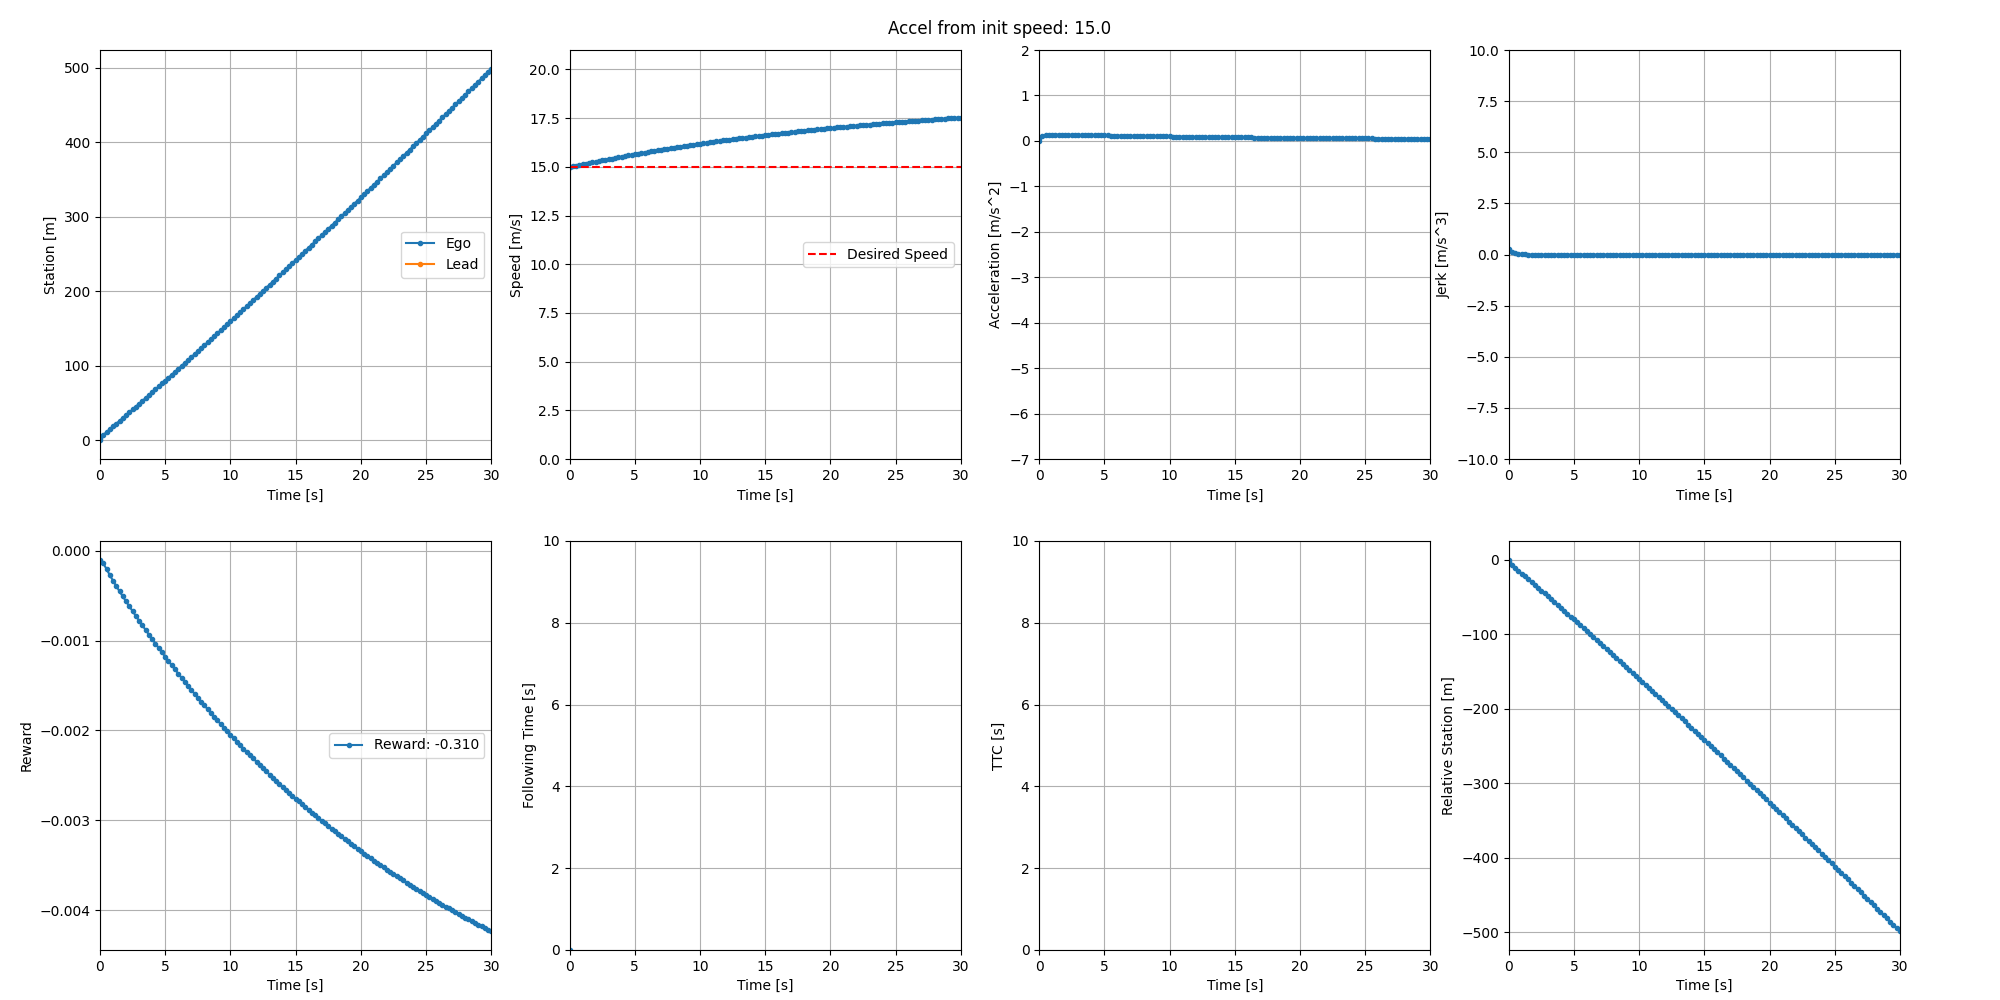 Accel from init speed: 15.0
Station [m]
500
400
300
200
100
0
Ego
Lead
0 5 10 15 20 25 30
Time [s]
Speed [m/s]
20.0
17.5
15.0
12.5
10.0
7.5
5.0
2.5
0.0
Desired Speed
0 5 10 15 20 25 30
Time [s]
Acceleration [m/s^2]
2
1
0
−1
−2
−3
−4
−5
−6
−7
0 5 10 15 20 25 30
Time [s]
Jerk [m/s^3]
10.0
7.5
5.0
2.5
0.0
−2.5
−5.0
−7.5
−10.0
0 5 10 15 20 25 30
Time [s]
Reward
0.000
−0.001
−0.002
−0.003
−0.004
Reward: -0.310
0 5 10 15 20 25 30
Time [s]
Following Time [s]
10
8
6
4
2
0
0 5 10 15 20 25 30
Time [s]
TTC [s]
10
8
6
4
2
0
0 5 10 15 20 25 30
Time [s]
Relative Station [m]
0
−100
−200
−300
−400
−500
0 5 10 15 20 25 30
Time [s]